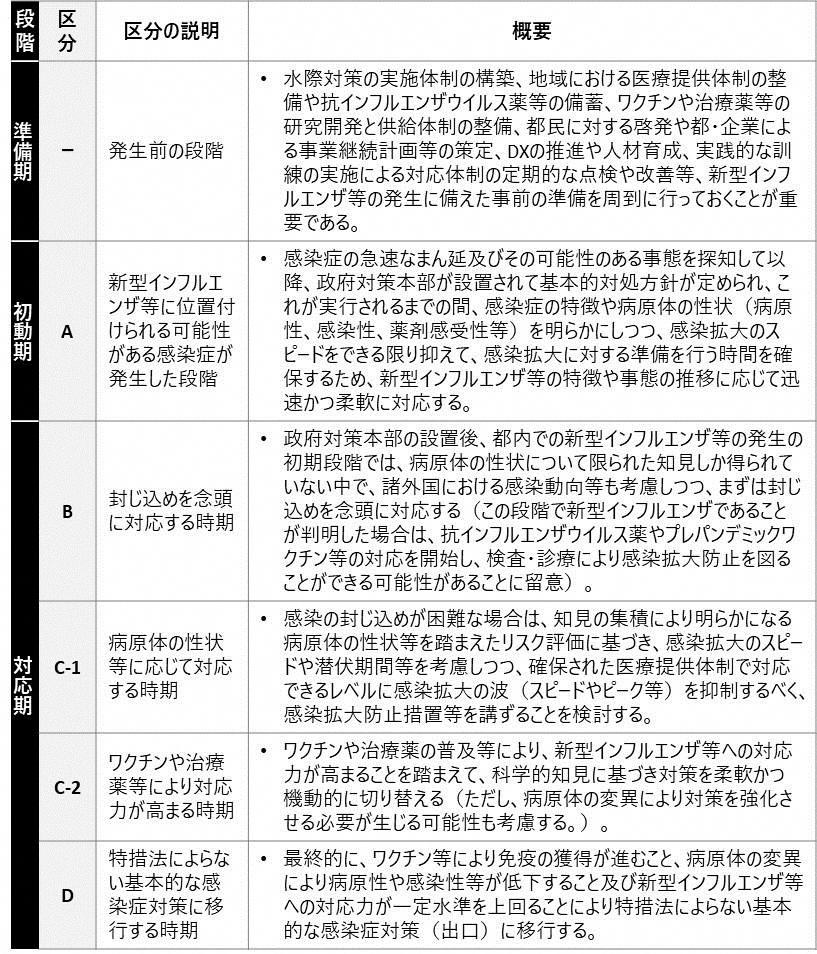 段階
区分
区分の説明
概要
準備期
－
発生前の段階
• 水際対策の実施体制の構築、地域における医療提供体制の整
備や抗インフルエンザウイルス薬等の備蓄、ワクチンや治療薬等の
研究開発と供給体制の整備、都民に対する啓発や都・企業によ
る事業継続計画等の策定、DXの推進や人材育成、実践的な訓
練の実施による対応体制の定期的な点検や改善等、新型インフ
ルエンザ等の発生に備えた事前の準備を周到に行っておくことが重
要である。
初動期
A
新型インフルエ
ンザ等に位置付
けられる可能性
がある感染症が
発生した段階
• 感染症の急速なまん延及びその可能性のある事態を探知して以
降、政府対策本部が設置されて基本的対処方針が定められ、こ
れが実行されるまでの間、感染症の特徴や病原体の性状（病原
性、感染性、薬剤感受性等）を明らかにしつつ、感染拡大のス
ピードをできる限り抑えて、感染拡大に対する準備を行う時間を確
保するため、新型インフルエンザ等の特徴や事態の推移に応じて迅
速かつ柔軟に対応する。
対応期
B
封じ込めを念頭
に対応する時期
• 政府対策本部の設置後、都内での新型インフルエンザ等の発生の
初期段階では、病原体の性状について限られた知見しか得られて
いない中で、諸外国における感染動向等も考慮しつつ、まずは封じ
込めを念頭に対応する（この段階で新型インフルエンザであること
が判明した場合は、抗インフルエンザウイルス薬やプレパンデミックワ
クチン等の対応を開始し、検査・診療により感染拡大防止を図る
ことができる可能性があることに留意）。
C-1
病原体の性状
等に応じて対応
する時期
• 感染の封じ込めが困難な場合は、知見の集積により明らかになる
病原体の性状等を踏まえたリスク評価に基づき、感染拡大のスピー
ドや潜伏期間等を考慮しつつ、確保された医療提供体制で対応
できるレベルに感染拡大の波（スピードやピーク等）を抑制するべく、
感染拡大防止措置等を講ずることを検討する。
C-2
ワクチンや治療
薬等により対応
力が高まる時期
• ワクチンや治療薬の普及等により、新型インフルエンザ等への対応
力が高まることを踏まえて、科学的知見に基づき対策を柔軟かつ
機動的に切り替える（ただし、病原体の変異により対策を強化さ
せる必要が生じる可能性も考慮する。）。
D
特措法によらな
い基本的な感
染症対策に移
行する時期
• 最終的に、ワクチン等により免疫の獲得が進むこと、病原体の変異
により病原性や感染性等が低下すること及び新型インフルエンザ等
への対応力が一定水準を上回ることにより特措法によらない基本
的な感染症対策（出口）に移行する。